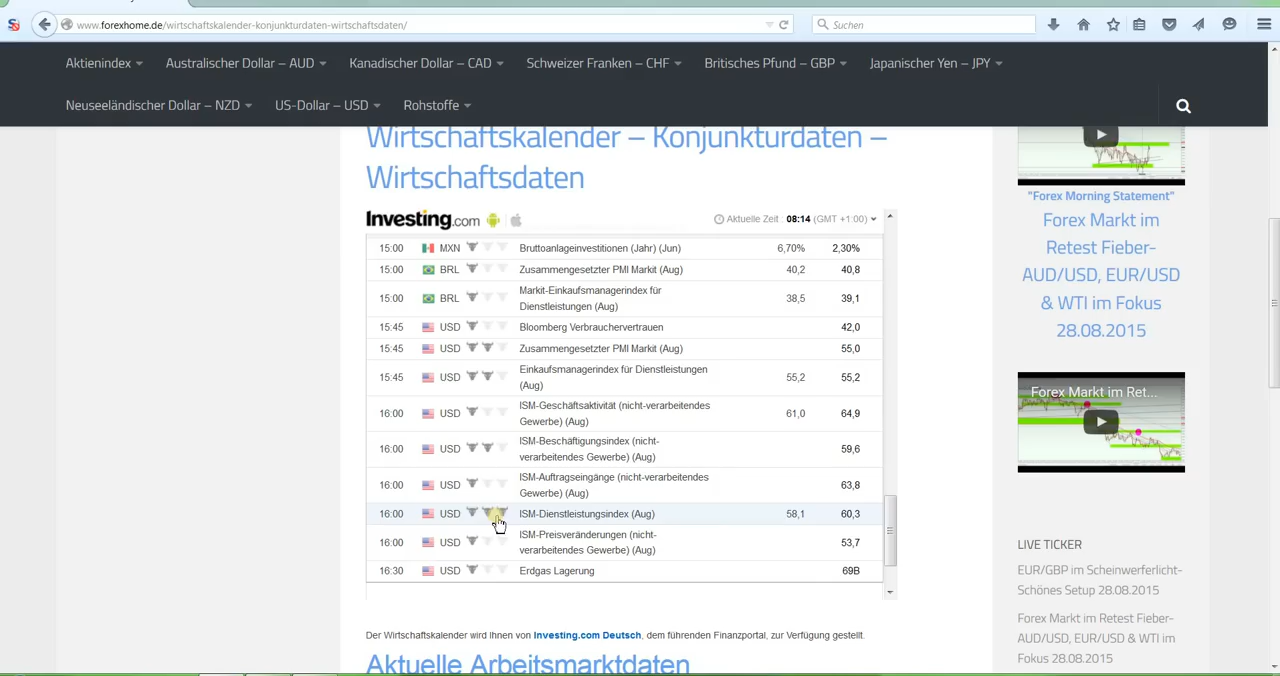 www.forexhome.de/wirtschaftskalender-konjunkturdaten-wirtschaftsdaten/
Suchen
Aktienindex
Australischer Dollar – AUD
Kanadischer Dollar – CAD
Schweizer Franken – CHF
Britisches Pfund – GBP
Japanischer Yen – JPY
Neuseeländischer Dollar – NZD
US-Dollar – USD
Rohstoffe
Wirtschaftskalender – Konjunkturdaten –
Wirtschaftsdaten
Investing.com
Aktuelle Zeit : 08:14 (GMT +1:00)
15:00 MXN Bruttoanlageinvestitionen (Jahr) (Jun) 6,70% 2,30%
15:00 BRL Zusammengesetzter PMI Markit (Aug) 40,2 40,8
15:00 BRL Markit-Einkaufsmanagerindex für
Dienstleistungen (Aug) 38,5 39,1
15:45 USD Bloomberg Verbrauchervertrauen 42,0
15:45 USD Zusammengesetzter PMI Markit (Aug) 55,0
15:45 USD Einkaufsmanagerindex für Dienstleistungen
(Aug) 55,2 55,2
16:00 USD ISM-Geschäftsaktivität (nicht-verarbeitendes
Gewerbe) (Aug) 61,0 64,9
16:00 USD ISM-Beschäftigungsindex (nicht-
verarbeitendes Gewerbe) (Aug) 59,6
16:00 USD ISM-Auftragseingänge (nicht-verarbeitendes
Gewerbe) (Aug) 63,8
16:00 USD ISM-Dienstleistungsindex (Aug) 58,1 60,3
16:00 USD ISM-Preisveränderungen (nicht-
verarbeitendes Gewerbe) (Aug) 53,7
16:30 USD Erdgas Lagerung 69B
Der Wirtschaftskalender wird Ihnen von Investing.com Deutsch, dem führenden Finanzportal, zur Verfügung gestellt.
Aktuelle Arbeitsmarktdaten
"Forex Morning Statement"
Forex Markt im
Retest Fieber-
AUD/USD, EUR/USD
& WTI im Fokus
28.08.2015
Forex Markt im Ret...
LIVE TICKER
EUR/GBP im Scheinwerferlicht-
Schönes Setup 28.08.2015
Forex Markt im Retest Fieber-
AUD/USD, EUR/USD & WTI im
Fokus 28.08.2015